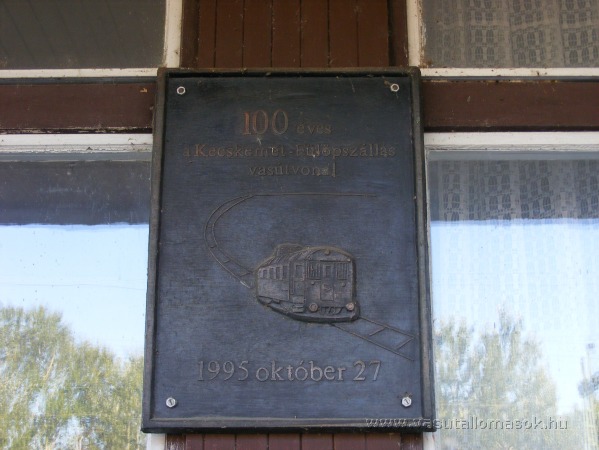 100 éves
a Kecskemét-Fülöpszállás
vasútvonal
1995 október 27
www.vasutallomasok.hu